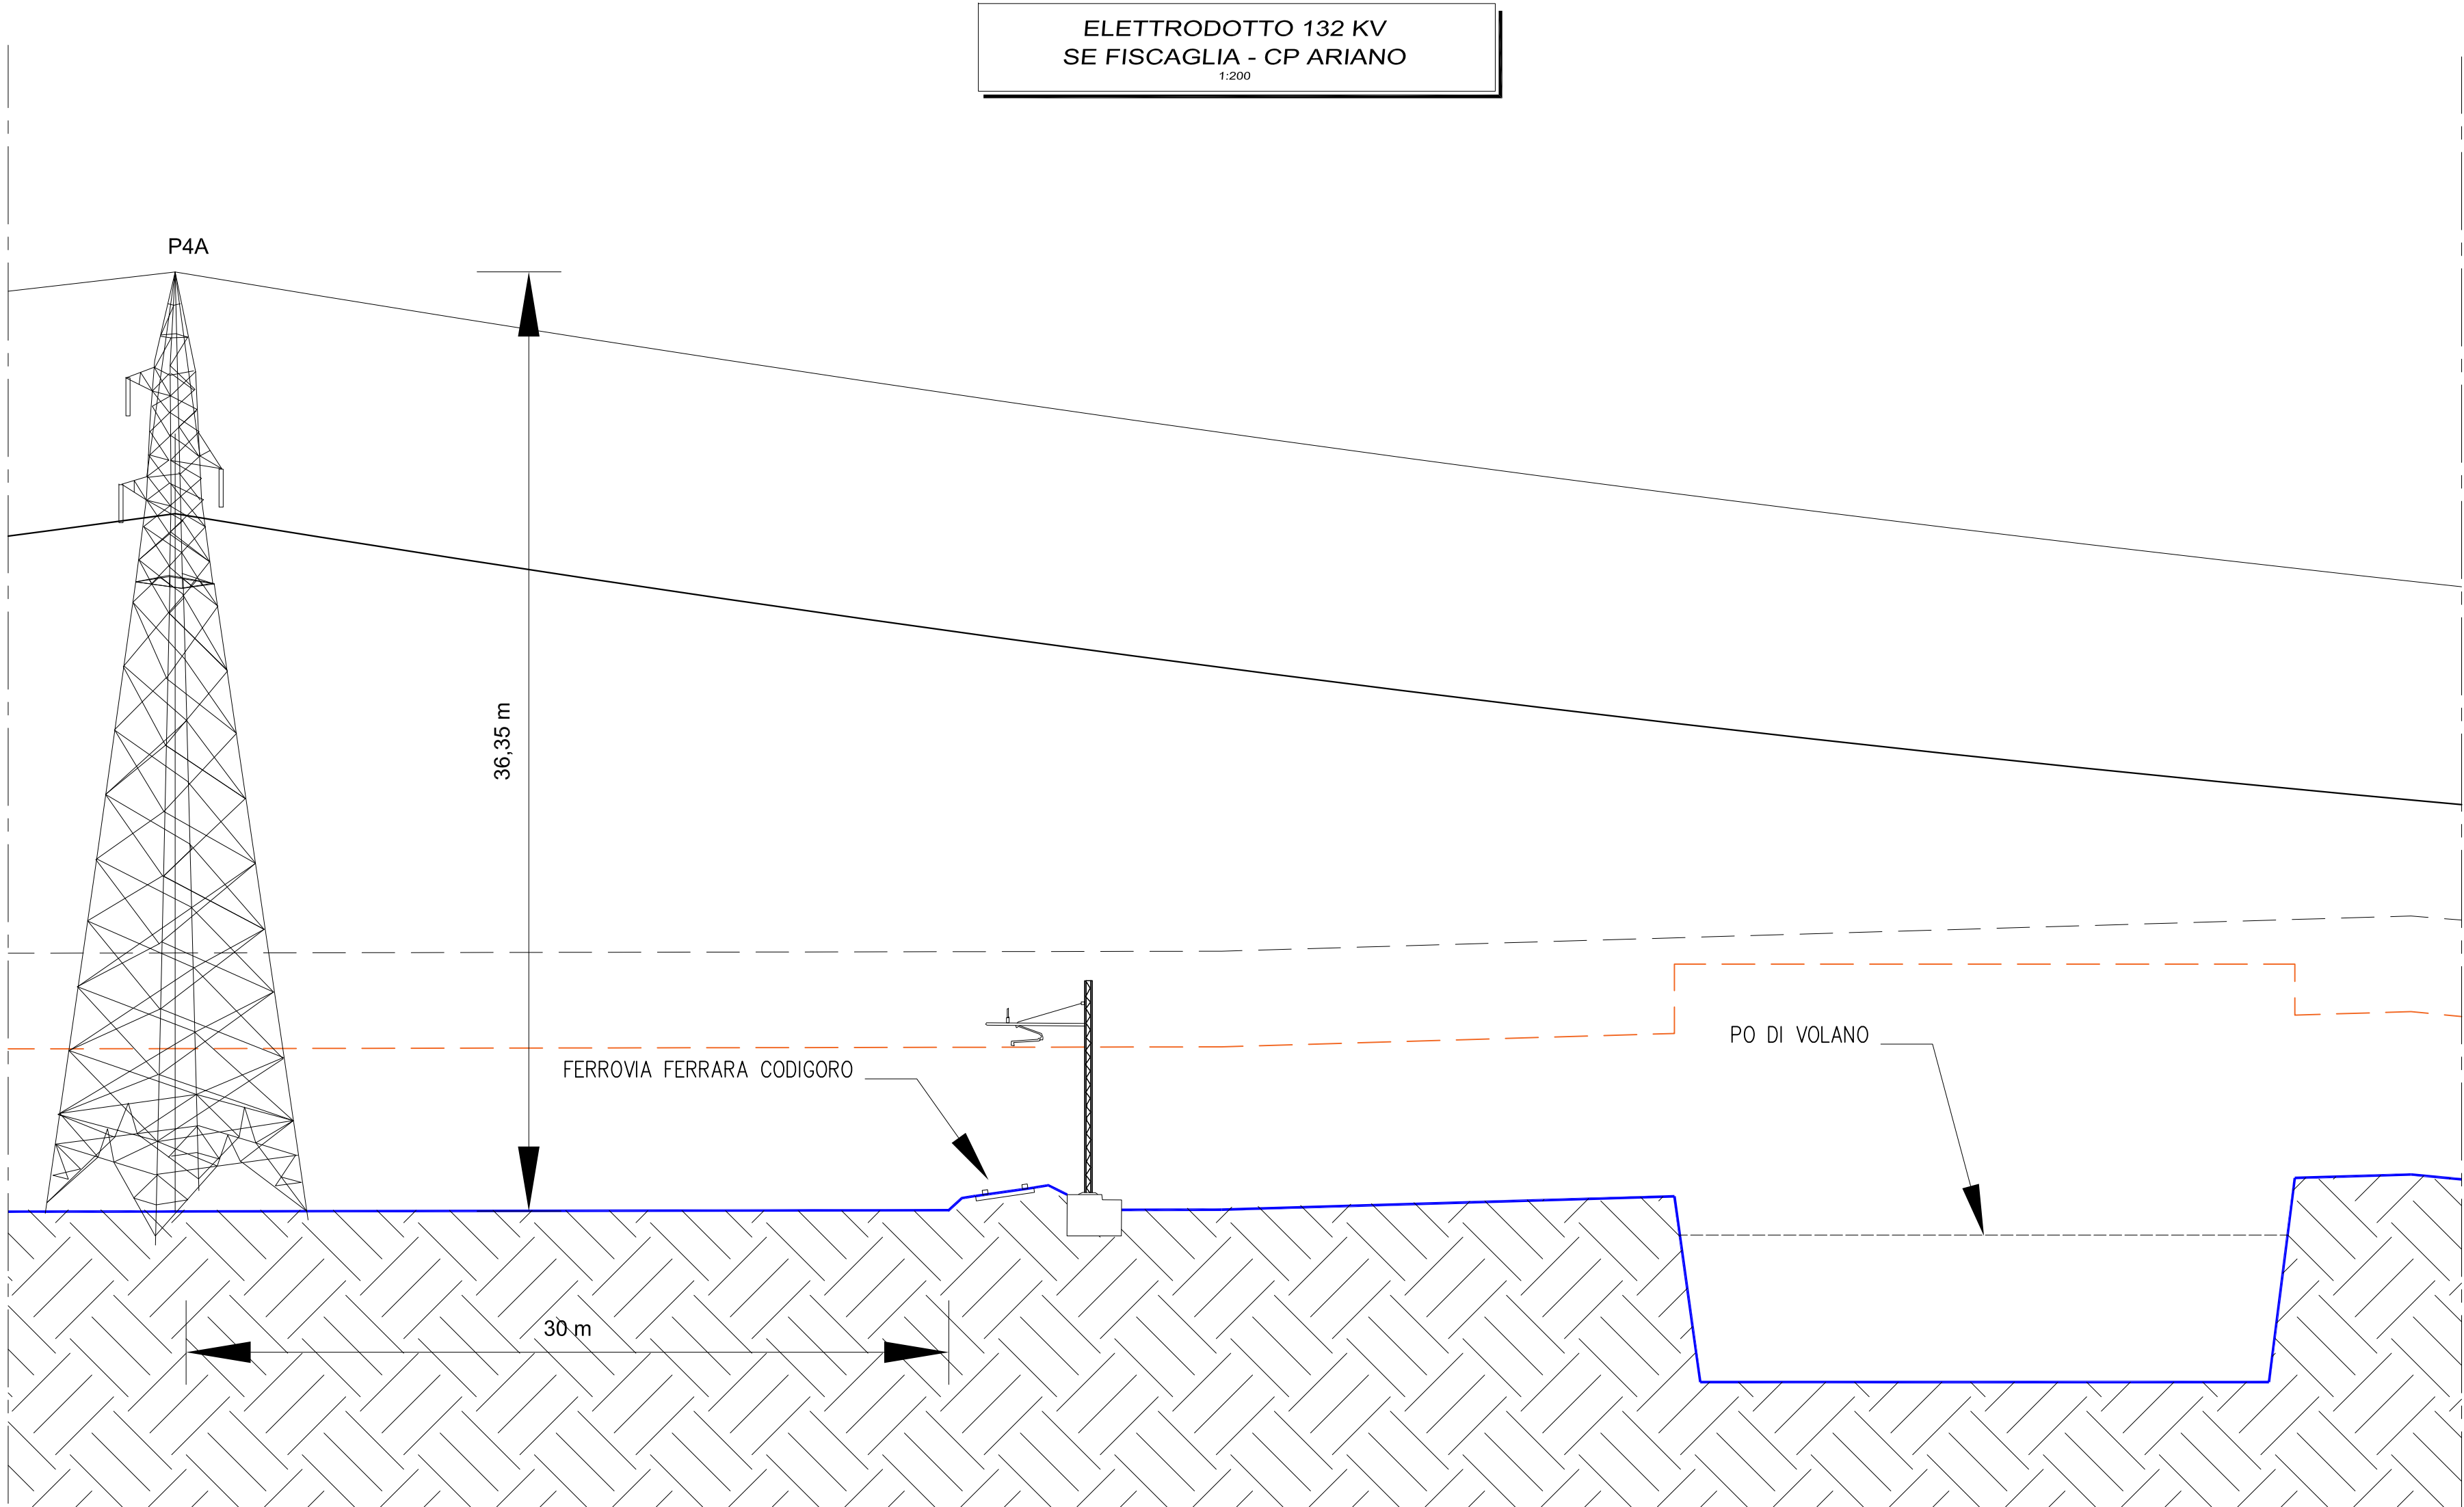 ELETTRODOTTO 132 KV
SE FISCAGLIA - CP ARIANO
1:200
P4A
36,35 m
PO DI VOLANO
FERROVIA FERRARA CODIGORO
30 m